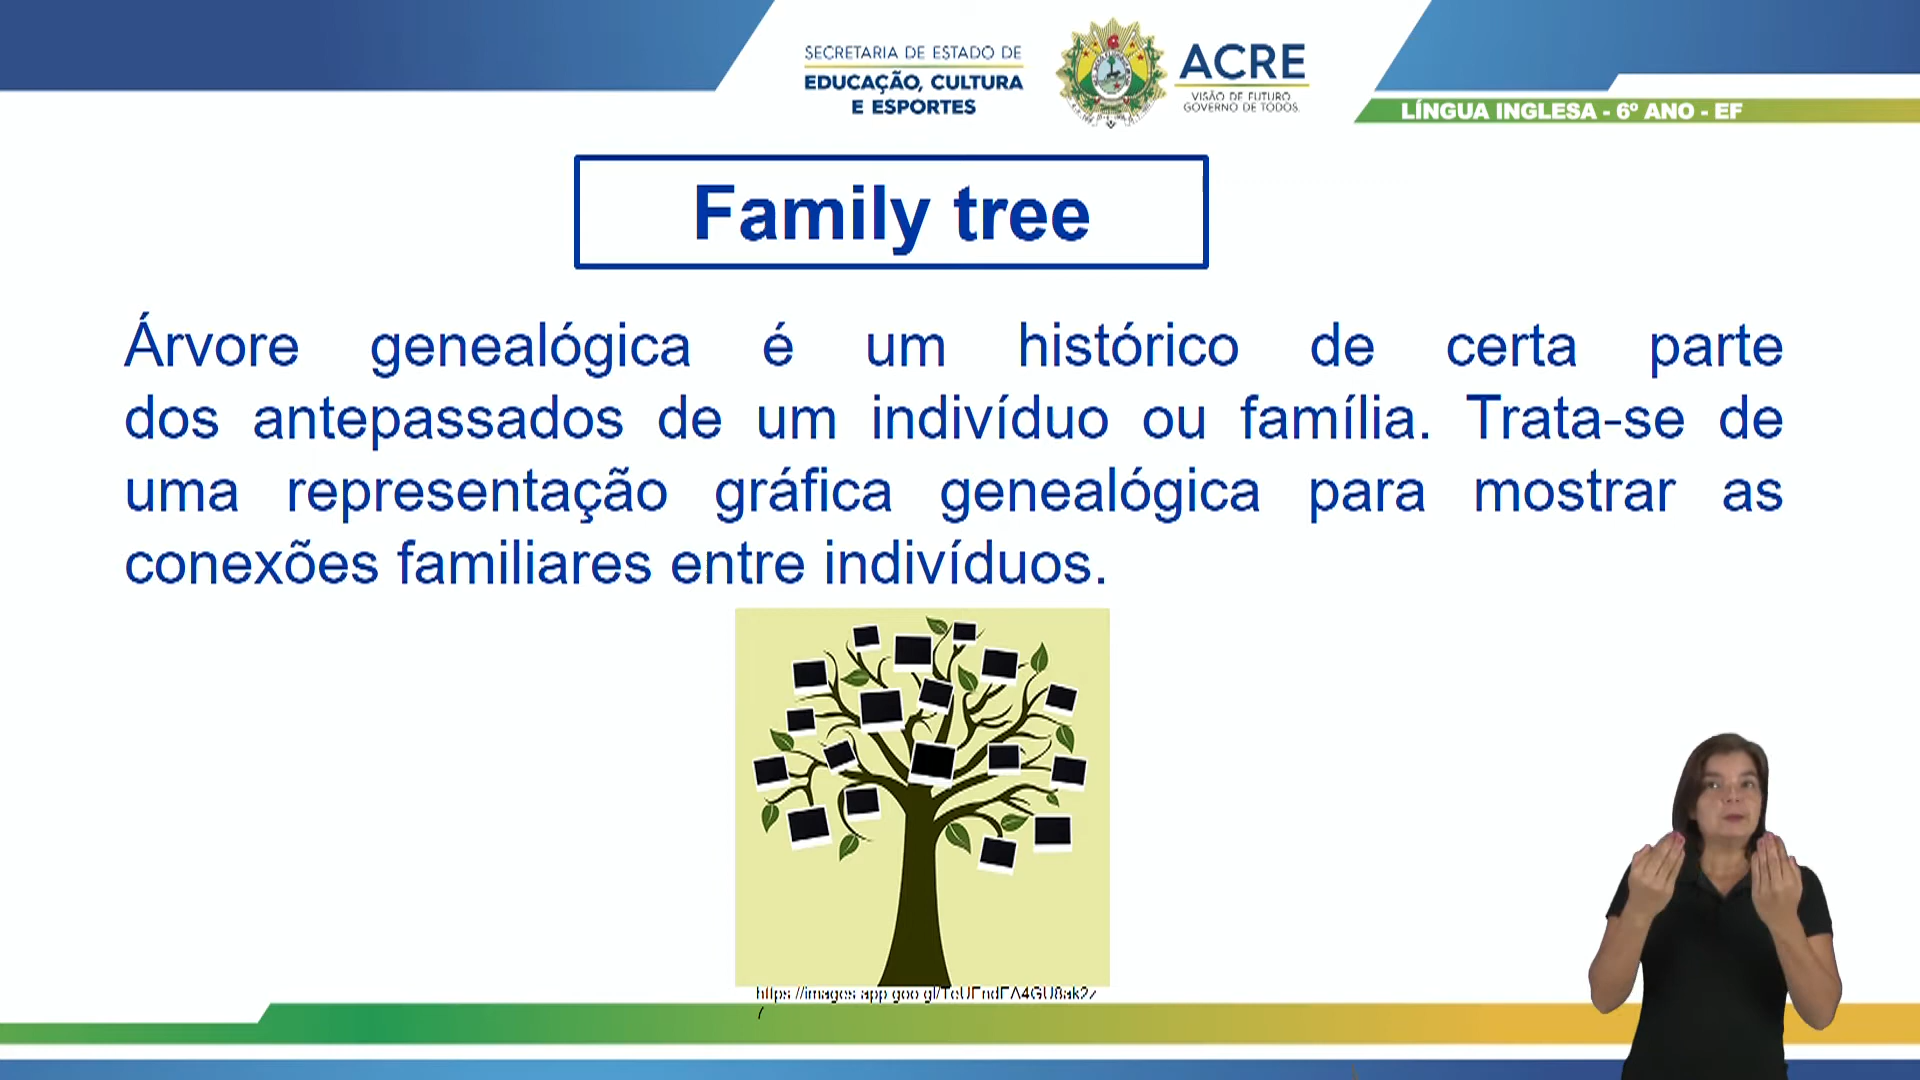 SECRETARIA DE ESTADO DE
EDUCAÇÃO, CULTURA
E ESPORTES
ACRE
VISÃO DE FUTURO
GOVERNO DE TODOS.
LÍNGUA INGLESA - 6º ANO - EF
Family tree
Árvore genealógica é um histórico de certa parte
dos antepassados de um indivíduo ou família. Trata-se de
uma representação gráfica genealógica para mostrar as
conexões familiares entre indivíduos.